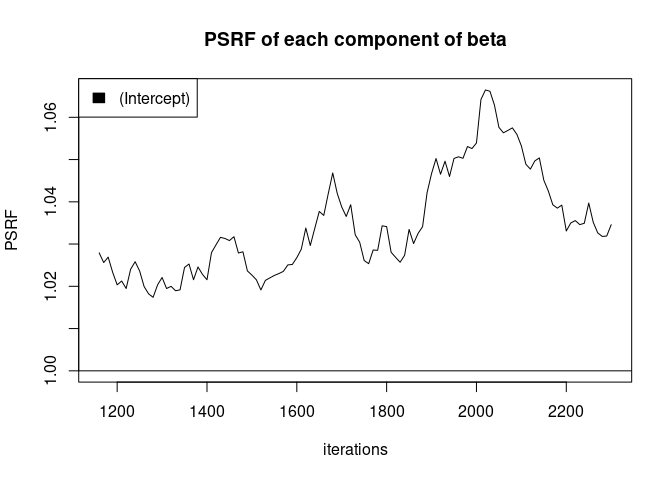 PSRF of each component of beta
(Intercept)
PSRF
1.06
1.04
1.02
1.00
1200 1400 1600 1800 2000 2200
iterations